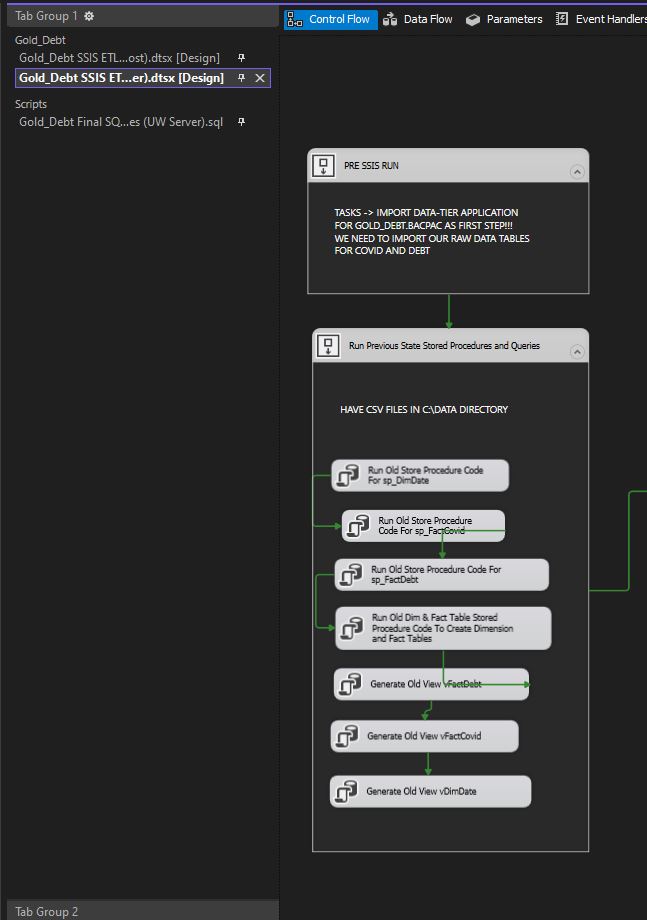 Tab Group 1
Control Flow
Data Flow
Parameters
Event Handlers
Gold_Debt
Gold_Debt SSIS ETL...ost).dtsx [Design]
Gold_Debt SSIS ET...er).dtsx [Design]
Scripts
Gold_Debt Final SQ...es (UW Server).sql
PRE SSIS RUN
TASKS -> IMPORT DATA-TIER APPLICATION
FOR GOLD_DEBT.BACPAC AS FIRST STEP!!!
WE NEED TO IMPORT OUR RAW DATA TABLES
FOR COVID AND DEBT
Run Previous State Stored Procedures and Queries
HAVE CSV FILES IN C:\DATA DIRECTORY
Run Old Store Procedure Code
For sp_DimDate
Run Old Store Procedure
Code For sp_FactCovid
Run Old Store Procedure Code For
sp_FactDebt
Run Old Dim & Fact Table Stored
Procedure Code To Create Dimension
and Fact Tables
Generate Old View vFactDebt
Generate Old View vFactCovid
Generate Old View vDimDate
Tab Group 2